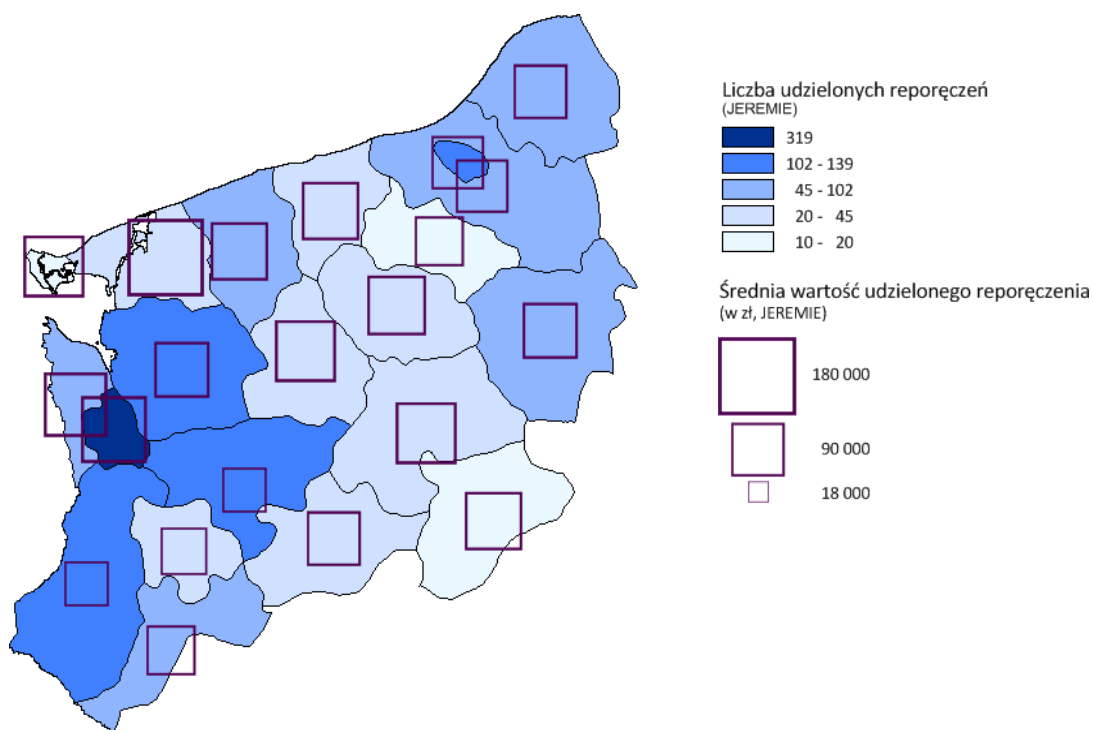 Liczba udzielonych reporęczeń
(JEREMIE)
319
102 - 139
45 - 102
20 - 45
10 - 20
Średnia wartość udzielonego reporęczenia
(w zł, JEREMIE)
180 000
90 000
18 000